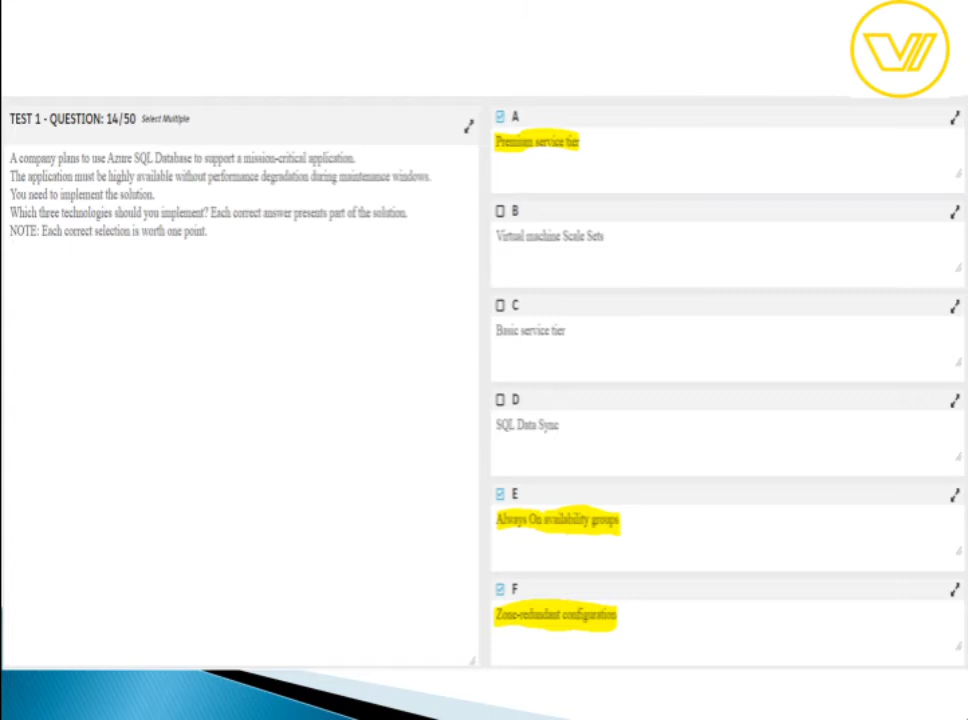 TEST 1 - QUESTION: 14/50 Select Multiple
A company plans to use Azure SQL Database to support a mission-critical application.
The application must be highly available without performance degradation during maintenance windows.
You need to implement the solution.
Which three technologies should you implement? Each correct answer presents part of the solution.
NOTE: Each correct selection is worth one point.
A
Premium service tier
B
Virtual machine Scale Sets
C
Basic service tier
D
SQL Data Sync
E
Always On availability groups
F
Zone-redundant configuration